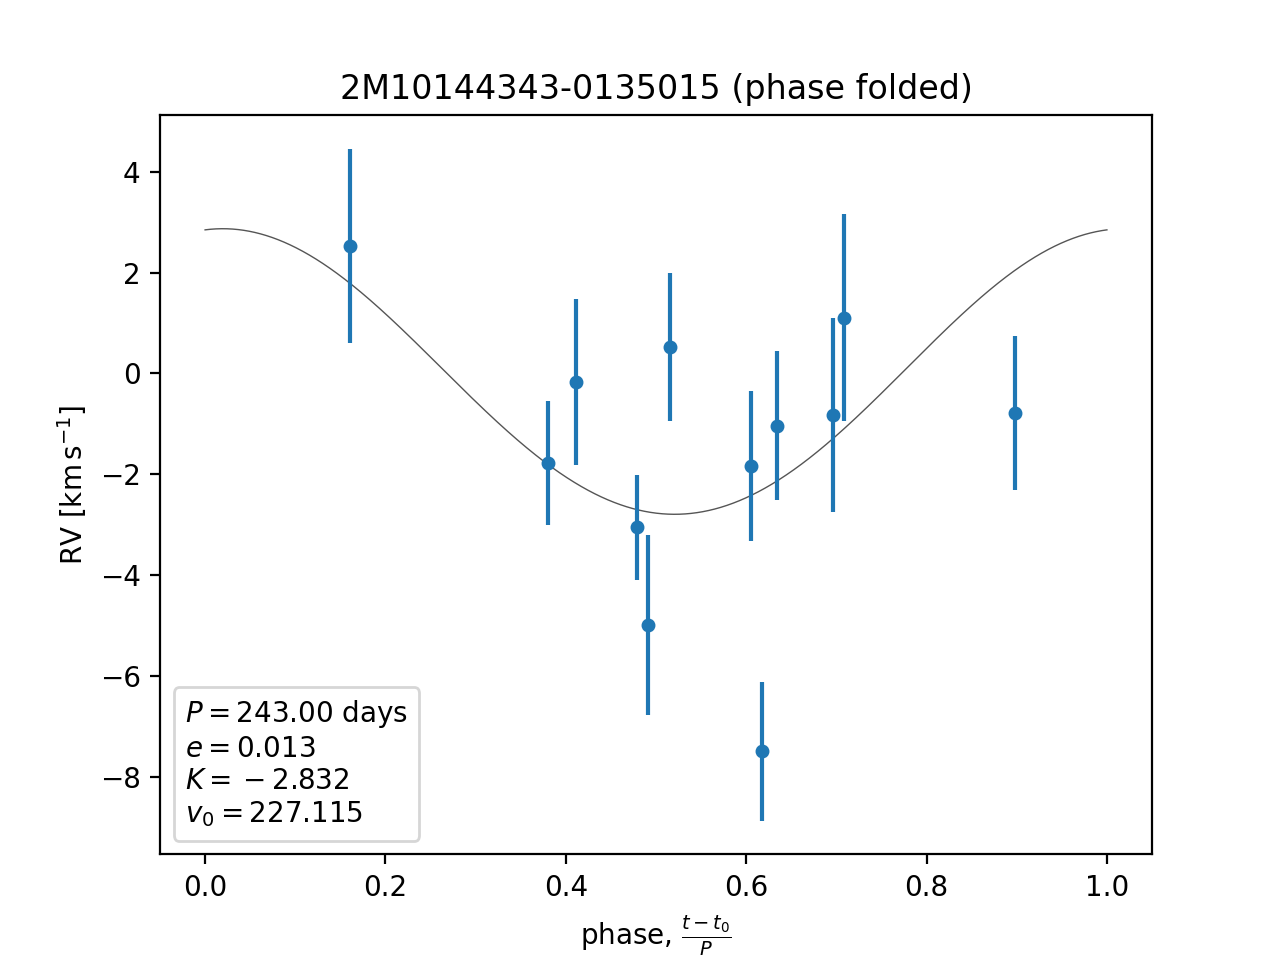 2M10144343-0135015 (phase folded)
RV [km s⁻¹]
4
2
0
−2
−4
−6
−8
P = 243.00 days
e = 0.013
K = −2.832
v₀ = 227.115
0.0 0.2 0.4 0.6 0.8 1.0
phase, (t − t₀)/P